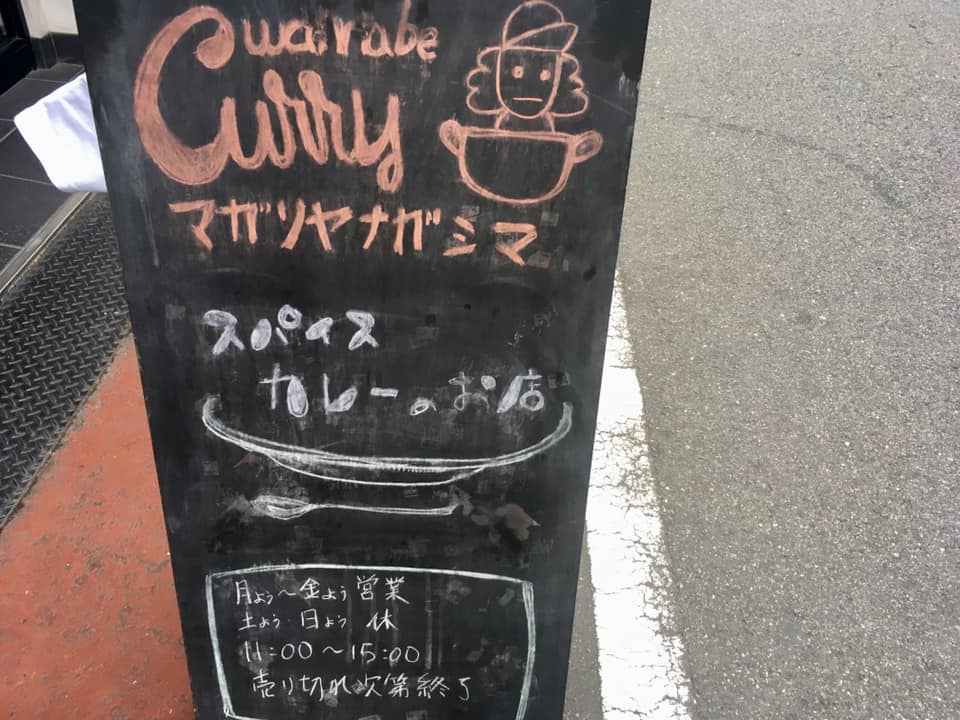 warabe
Curry
マガリヤナガシマ
スパイス
カレーのお店
月よう～金よう 営業
土よう 日よう 休
11:00～15:00
売り切れ次第終了